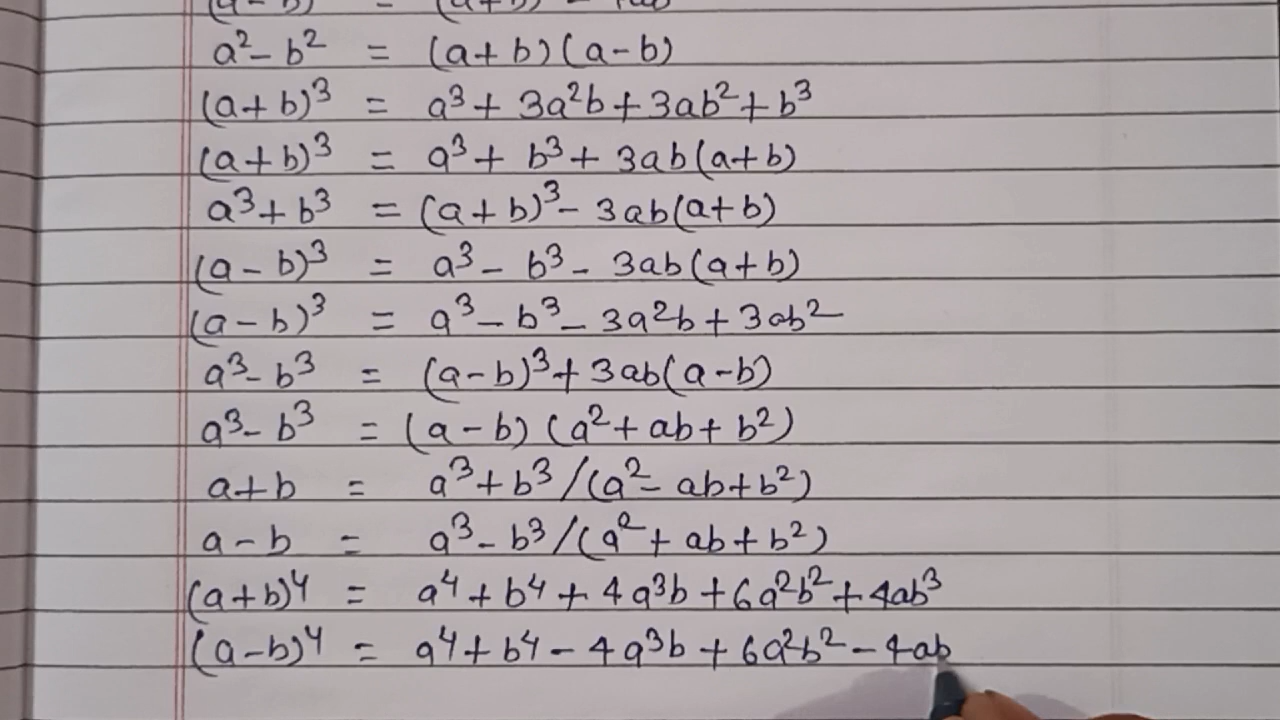 a² - b² = (a+b)(a-b)
(a+b)³ = a³ + 3a²b + 3ab² + b³
(a+b)³ = a³ + b³ + 3ab(a+b)
a³+b³ = (a+b)³ - 3ab(a+b)
(a-b)³ = a³ - b³ - 3ab(a+b)
(a-b)³ = a³ - b³ - 3a²b + 3ab²
a³-b³ = (a-b)³ + 3ab(a-b)
a³-b³ = (a-b)(a²+ab+b²)
a+b = a³+b³/(a²-ab+b²)
a-b = a³-b³/(a²+ab+b²)
(a+b)⁴ = a⁴+b⁴+4a³b+6a²b²+4ab³
(a-b)⁴ = a⁴+b⁴-4a³b+6a²b²-4ab